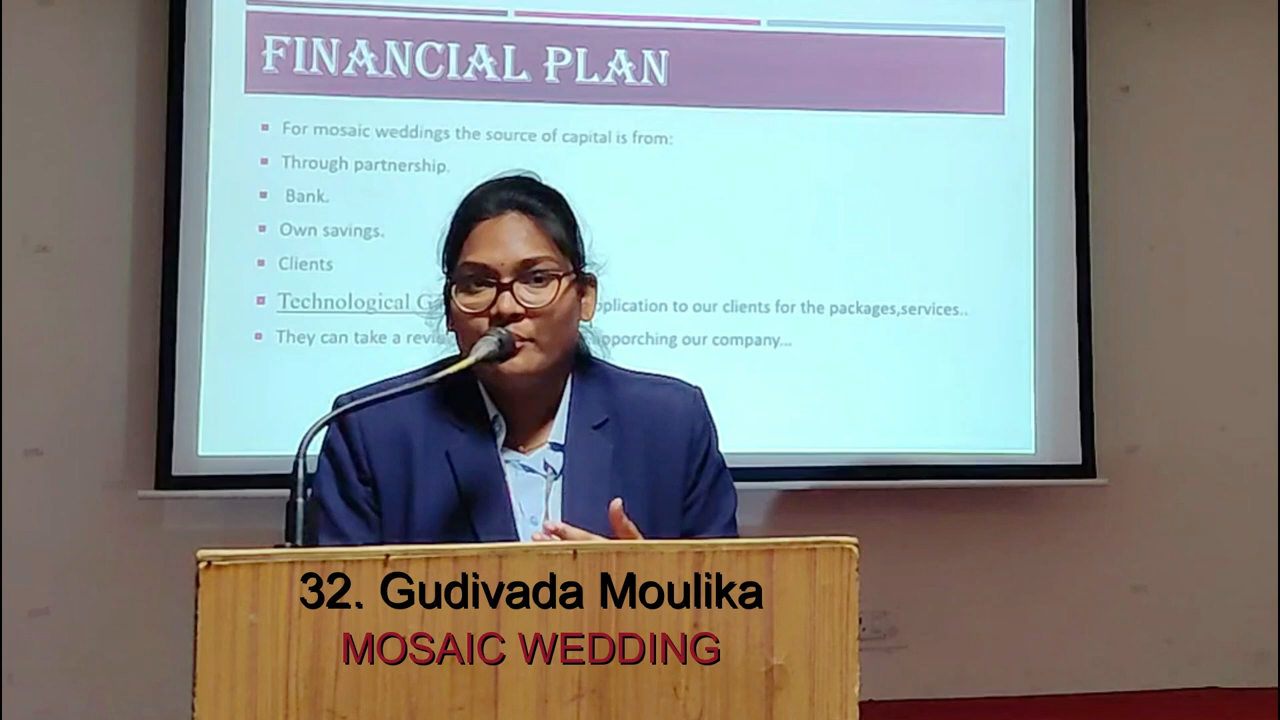 FINANCIAL PLAN
For mosaic weddings the source of capital is from:
Through partnership.
Bank.
Own savings.
Clients
Technological plication to our clients for the packages,services..
They can take a pporching our company...
32. Gudivada Moulika
MOSAIC WEDDING